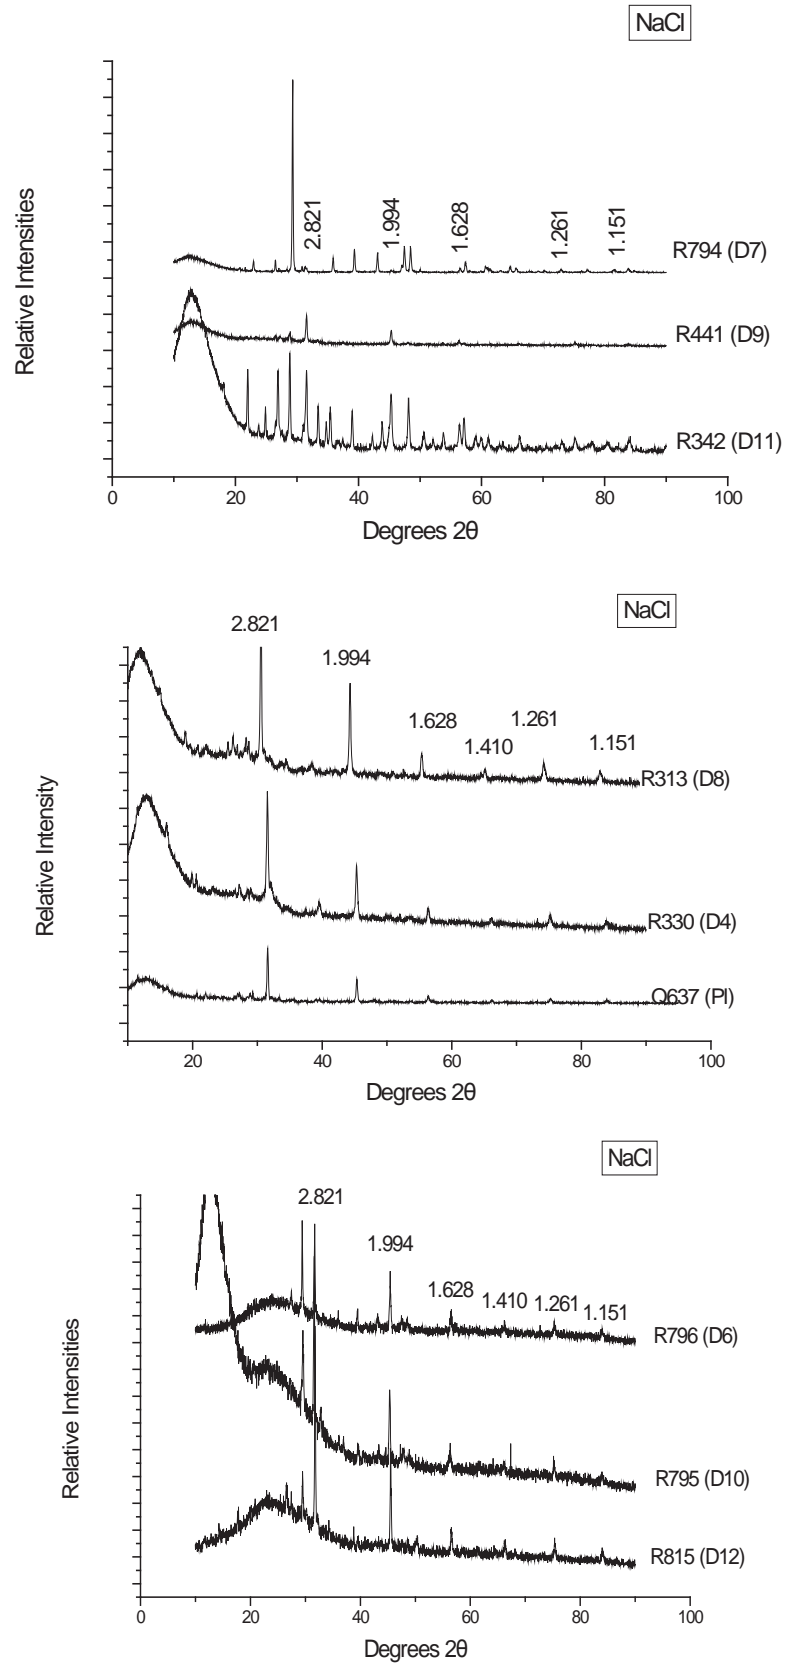 NaCl
Relative Intensities
2.821
1.994
1.628
1.261
1.151
R794 (D7)
R441 (D9)
R342 (D11)
0 20 40 60 80 100
Degrees 2θ
NaCl
Relative Intensity
2.821
1.994
1.628
1.410
1.261
1.151
R313 (D8)
R330 (D4)
Q637 (Pl)
20 40 60 80 100
Degrees 2θ
NaCl
Relative Intensities
2.821
1.994
1.628
1.410
1.261
1.151
R796 (D6)
R795 (D10)
R815 (D12)
0 20 40 60 80 100
Degrees 2θ